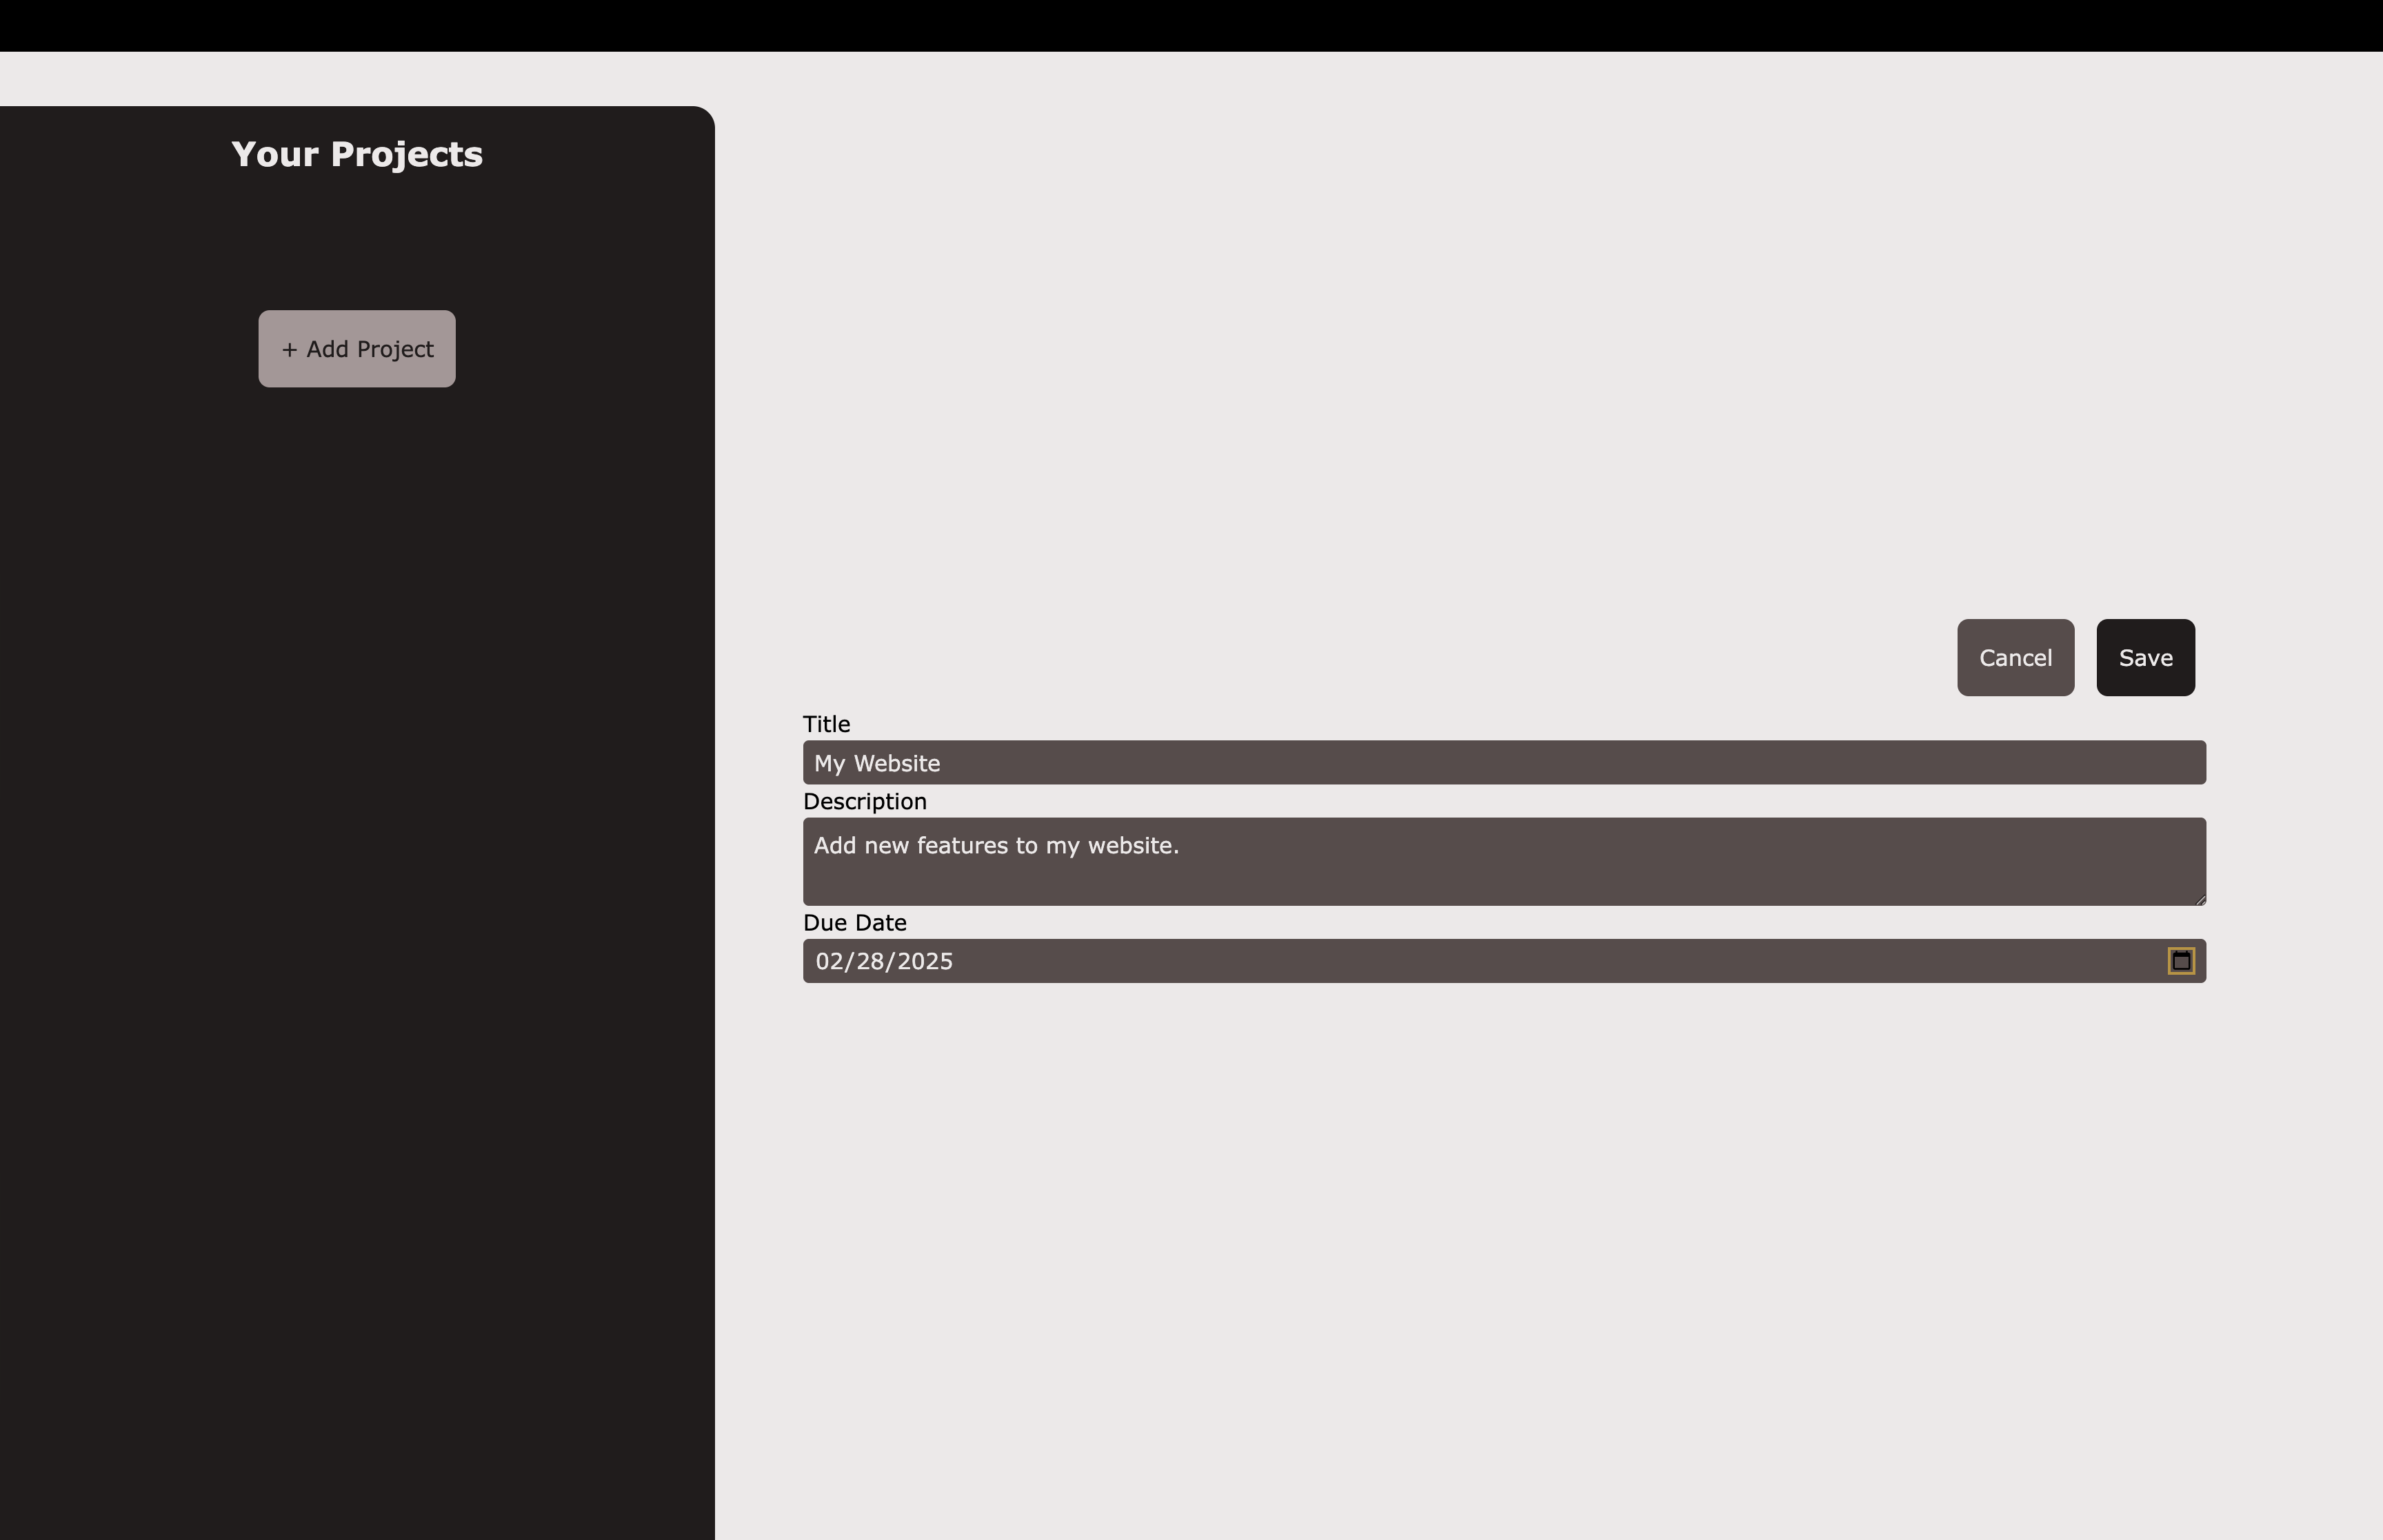 Your Projects
+ Add Project
Cancel
Save
Title
My Website
Description
Add new features to my website.
Due Date
02/28/2025